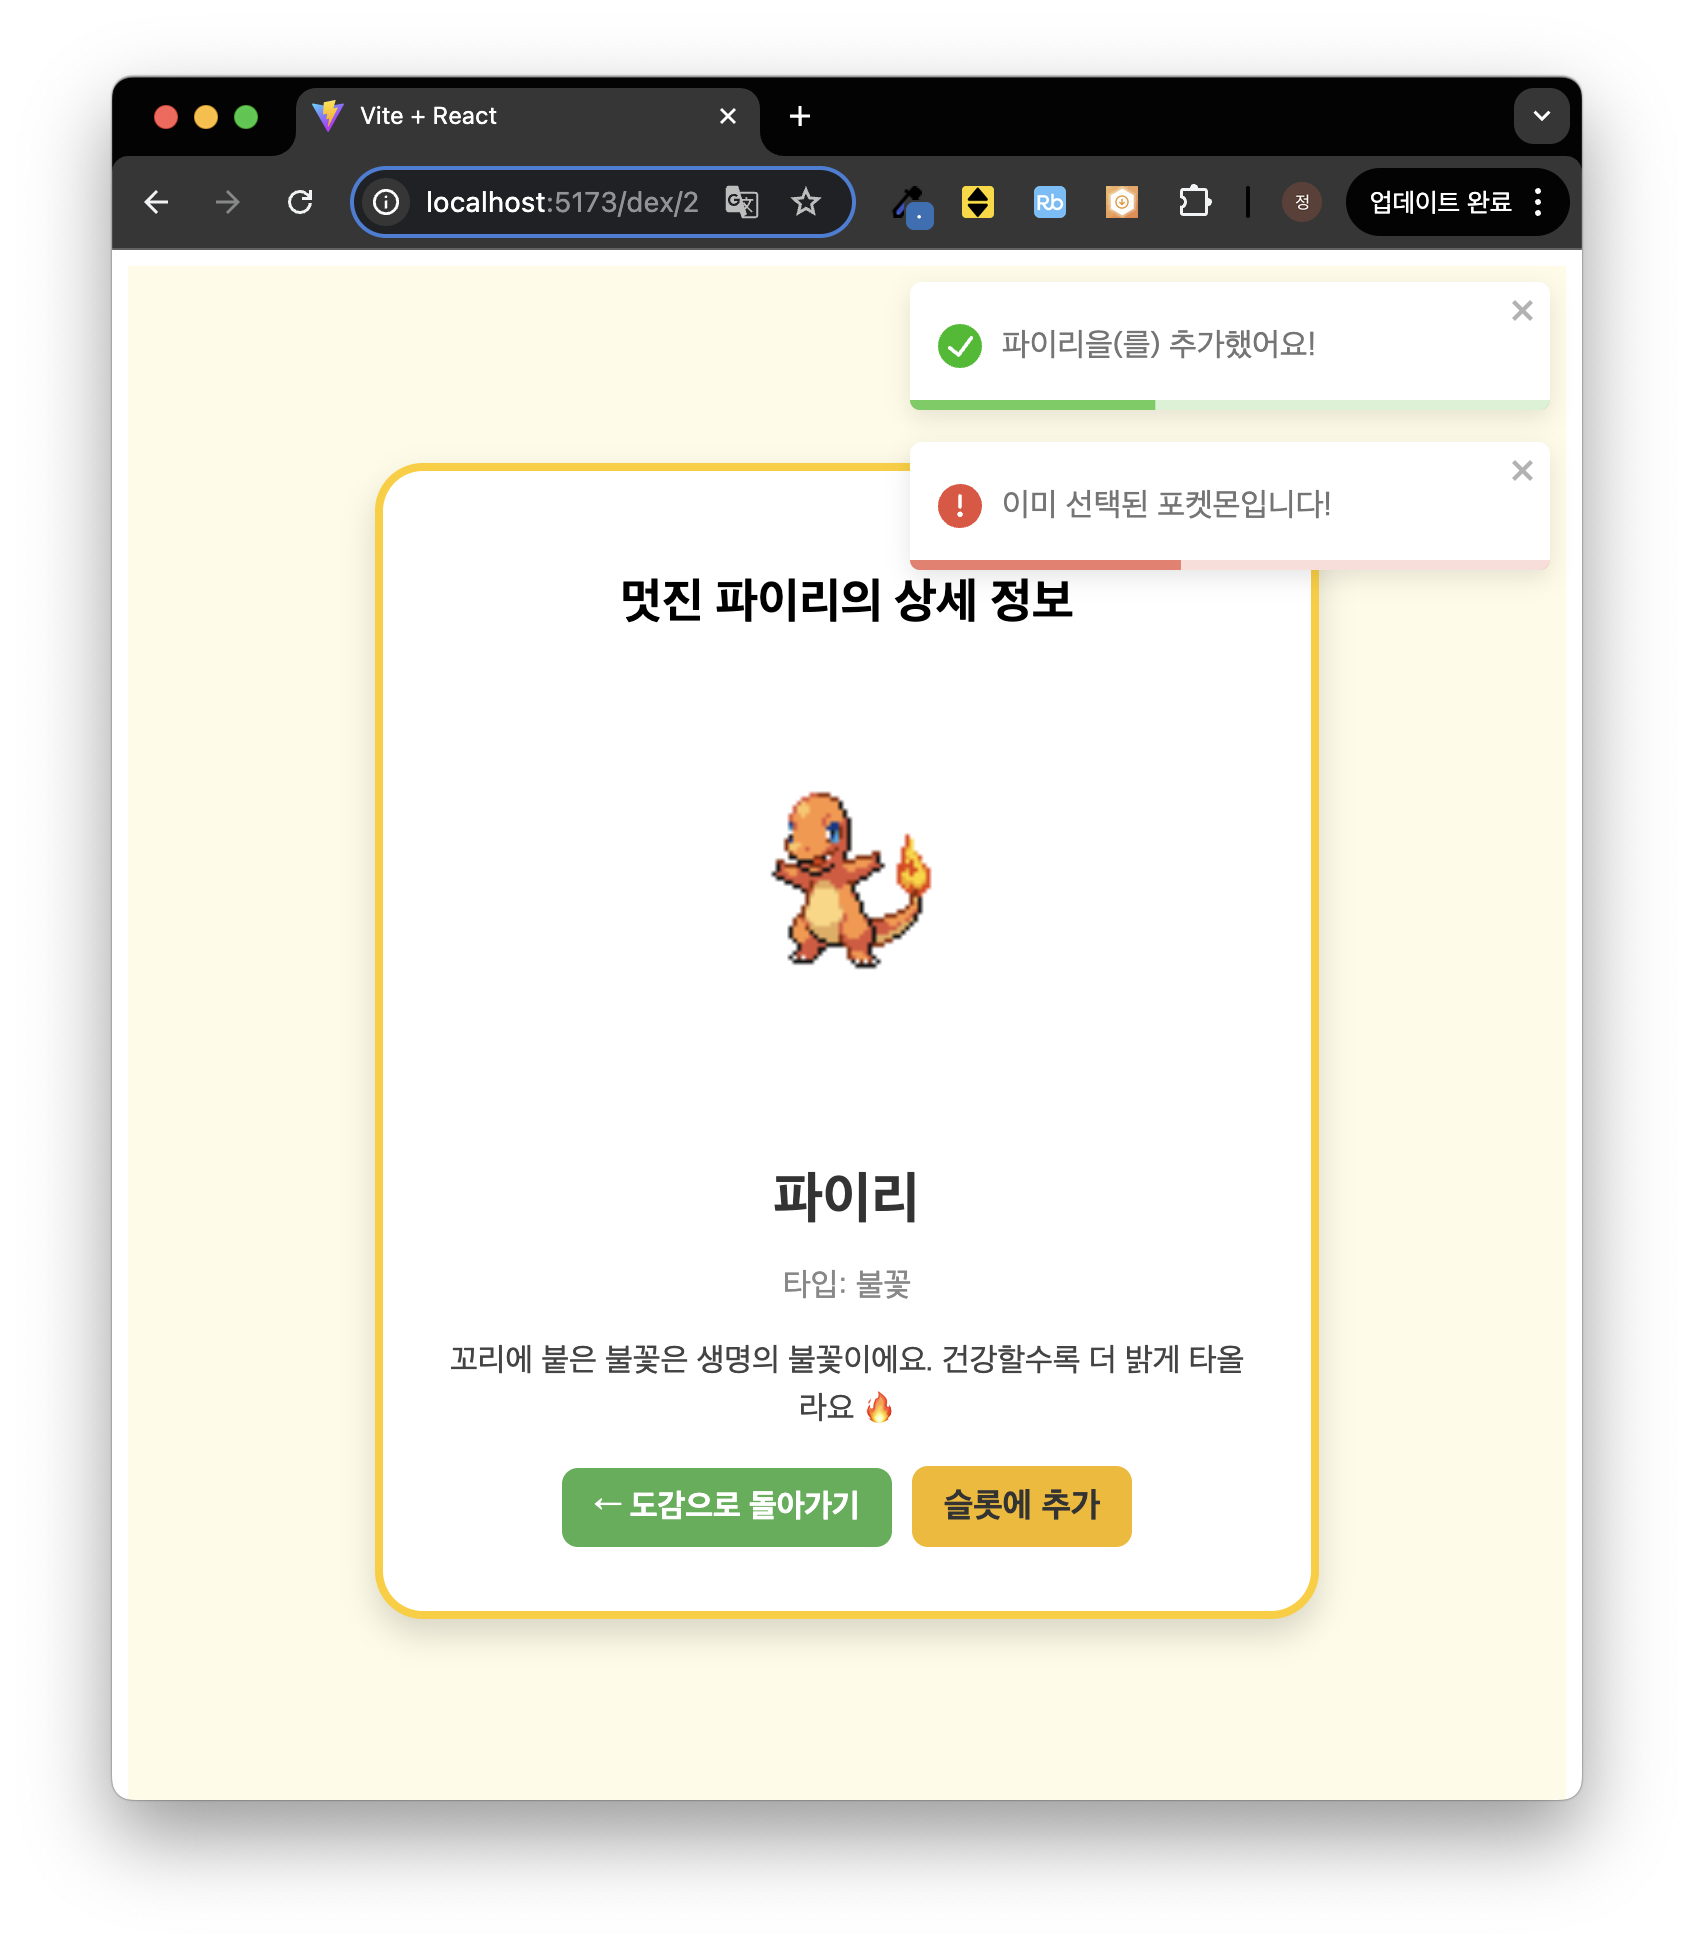 Vite + React
localhost:5173/dex/2
Rb
정
업데이트 완료
파이리을(를) 추가했어요!
이미 선택된 포켓몬입니다!
멋진 파이리의 상세 정보
파이리
타입: 불꽃
꼬리에 붙은 불꽃은 생명의 불꽃이에요. 건강할수록 더 밝게 타올
라요 🔥
← 도감으로 돌아가기
슬롯에 추가